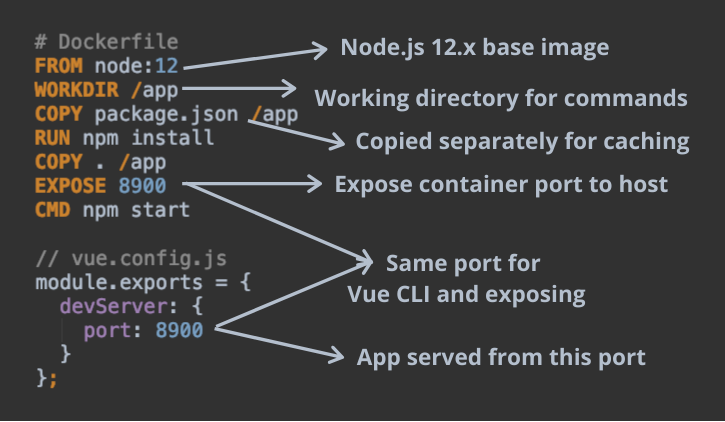 # Dockerfile
FROM node:12
WORKDIR /app
COPY package.json /app
RUN npm install
COPY . /app
EXPOSE 8900
CMD npm start
// vue.config.js
module.exports = {
devServer: {
port: 8900
}
};
Node.js 12.x base image
Working directory for commands
Copied separately for caching
Expose container port to host
Same port for
Vue CLI and exposing
App served from this port